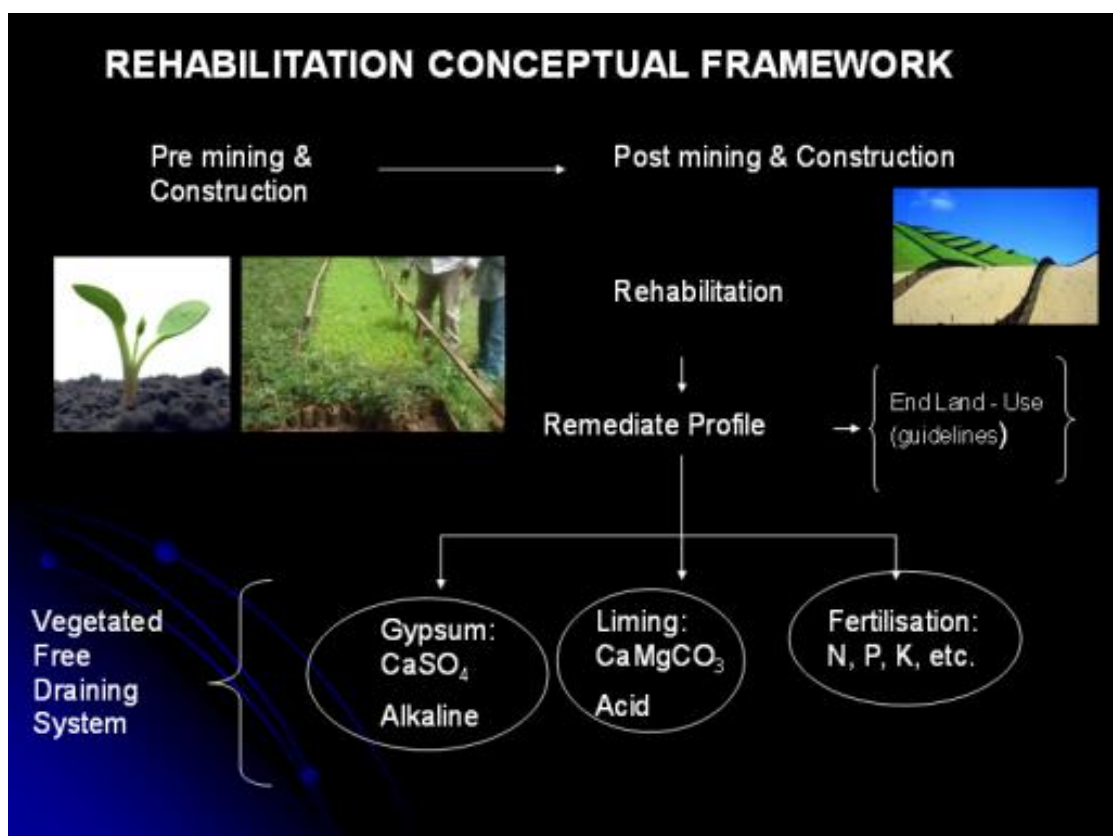 REHABILITATION CONCEPTUAL FRAMEWORK
Pre mining &
Construction
Post mining & Construction
Rehabilitation
Remediate Profile
End Land - Use
(guidelines)
Vegetated
Free
Draining
System
Gypsum:
CaSO₄
Alkaline
Liming:
CaMgCO₃
Acid
Fertilisation:
N, P, K, etc.